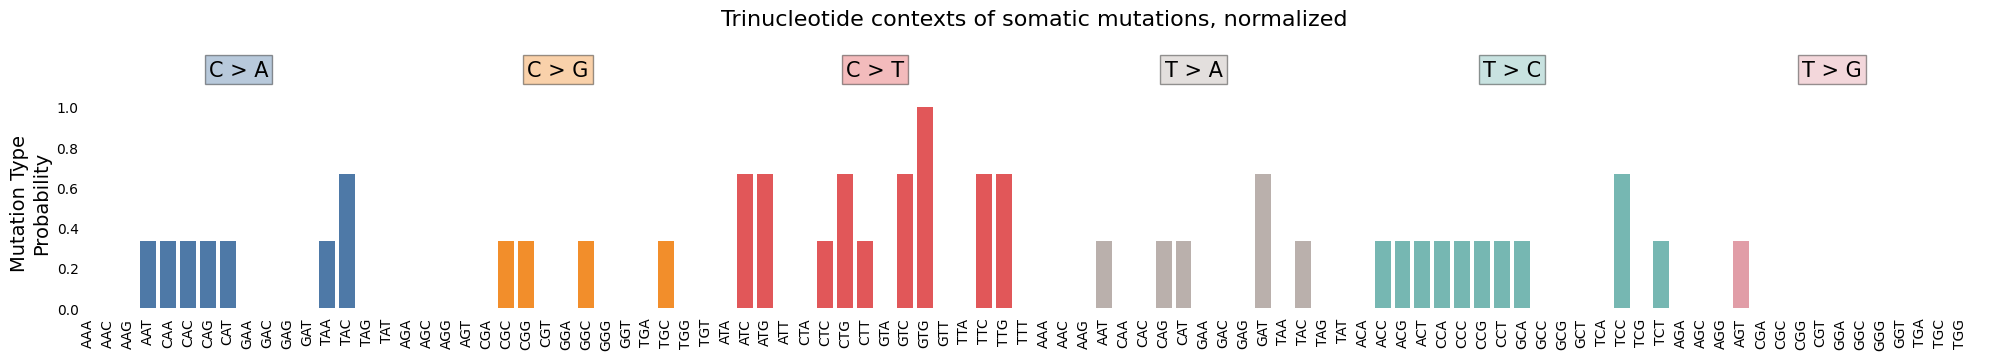 Trinucleotide contexts of somatic mutations, normalized
C > A
C > G
C > T
T > A
T > C
T > G
Mutation Type
Probability
1.0
0.8
0.6
0.4
0.2
0.0
AAA
AAC
AAG
AAT
CAA
CAC
CAG
CAT
GAA
GAC
GAG
GAT
TAA
TAC
TAG
TAT
AGA
AGC
AGG
AGT
CGA
CGC
CGG
CGT
GGA
GGC
GGG
GGT
TGA
TGC
TGG
TGT
ATA
ATC
ATG
ATT
CTA
CTC
CTG
CTT
GTA
GTC
GTG
GTT
TTA
TTC
TTG
TTT
AAA
AAC
AAG
AAT
CAA
CAC
CAG
CAT
GAA
GAC
GAG
GAT
TAA
TAC
TAG
TAT
ACA
ACC
ACG
ACT
CCA
CCC
CCG
CCT
GCA
GCC
GCG
GCT
TCA
TCC
TCG
TCT
AGA
AGC
AGG
AGT
CGA
CGC
CGG
CGT
GGA
GGC
GGG
GGT
TGA
TGC
TGG